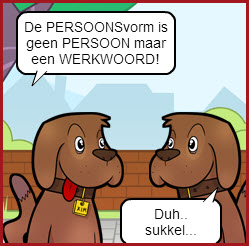 De PERSOONSvorm is
geen PERSOON maar
een WERKWOORD!
Duh..
sukkel...